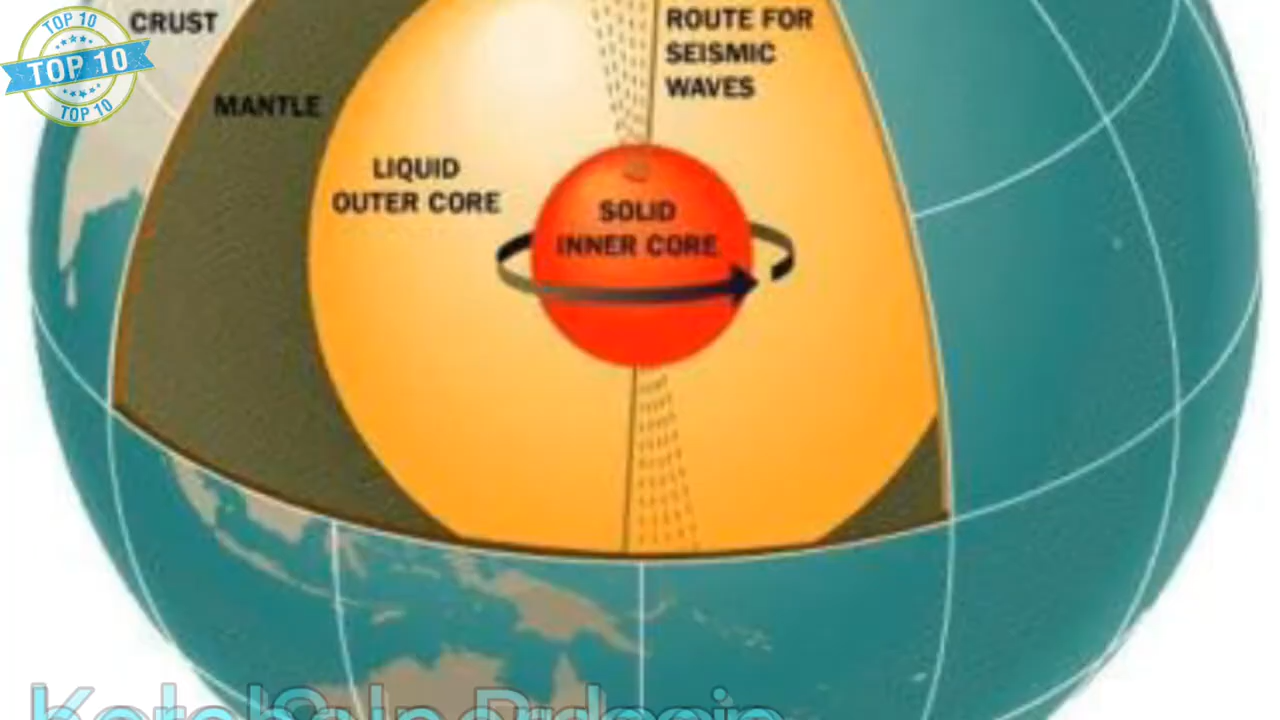 TOP 10
TOP 10
TOP 10
CRUST
MANTLE
LIQUID
OUTER CORE
ROUTE FOR
SEISMIC
WAVES
SOLID
INNER CORE